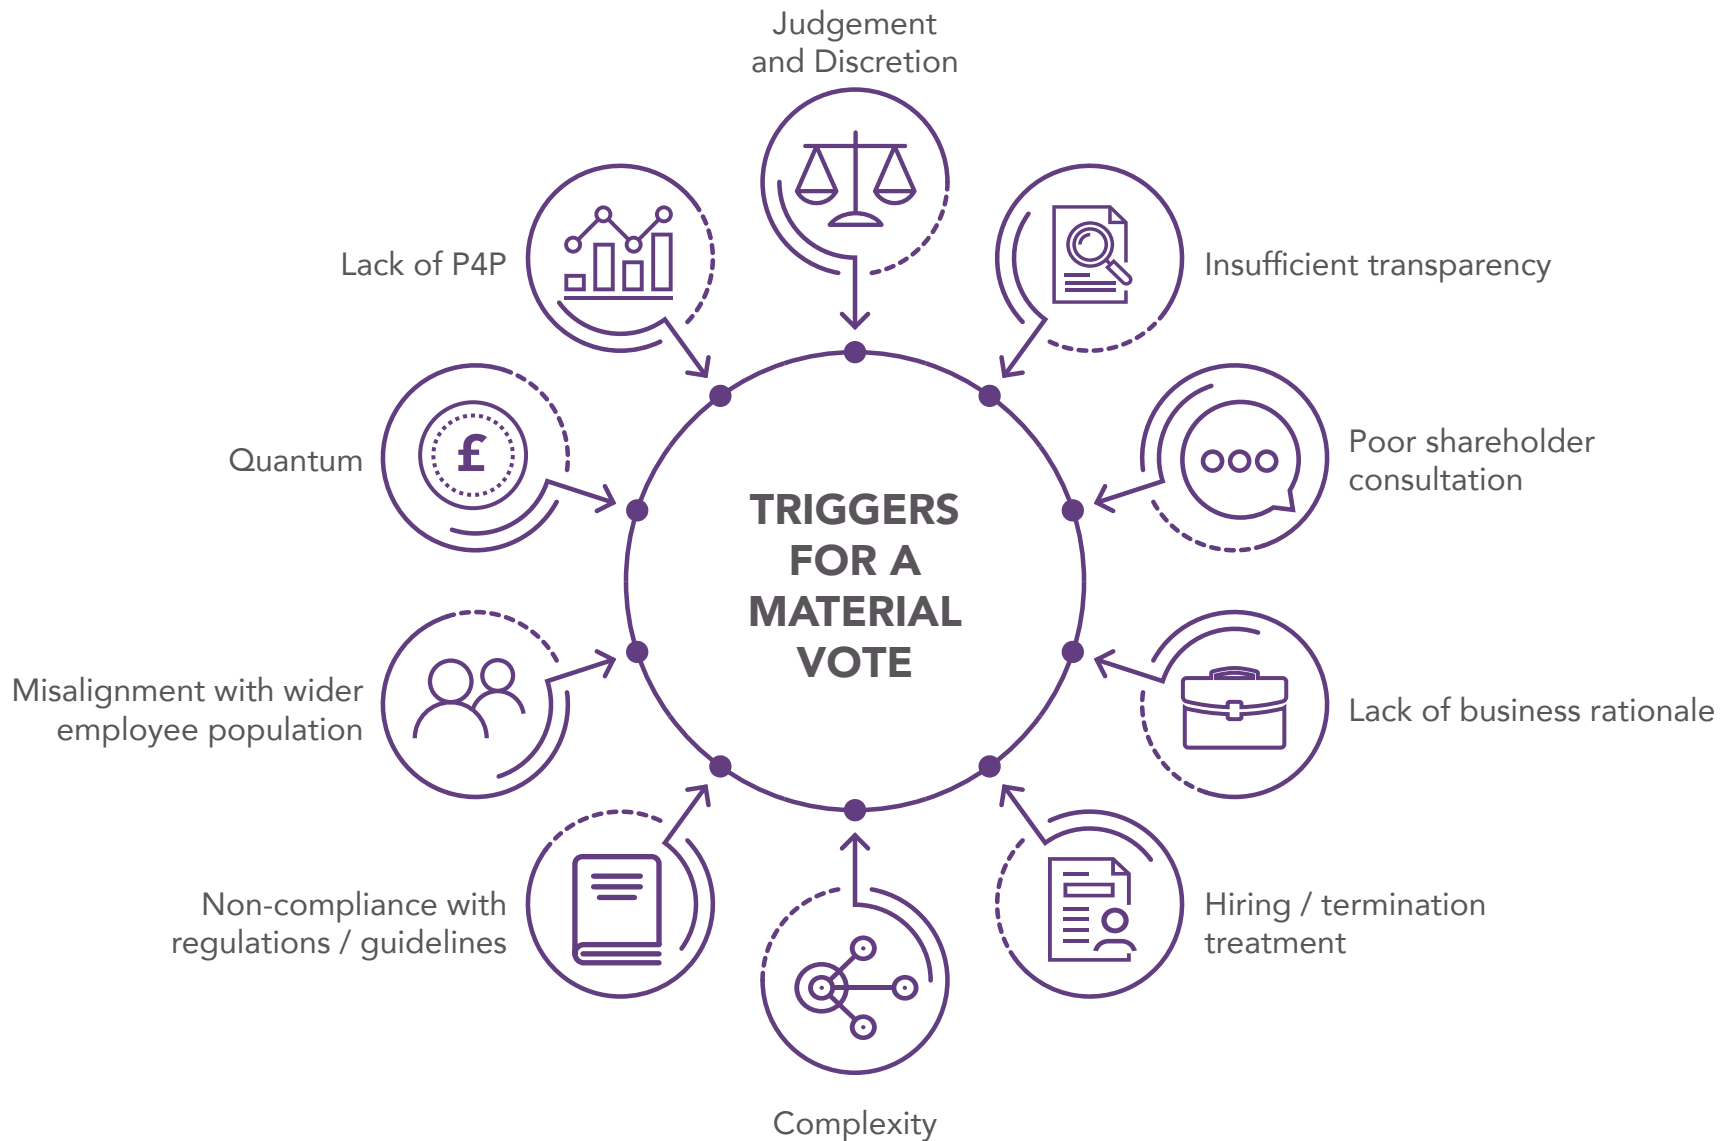 Judgement
and Discretion
Lack of P4P
Insufficient transparency
Quantum
£
Poor shareholder
consultation
TRIGGERS
FOR A
MATERIAL
VOTE
Misalignment with wider
employee population
Lack of business rationale
Non-compliance with
regulations / guidelines
Hiring / termination
treatment
Complexity